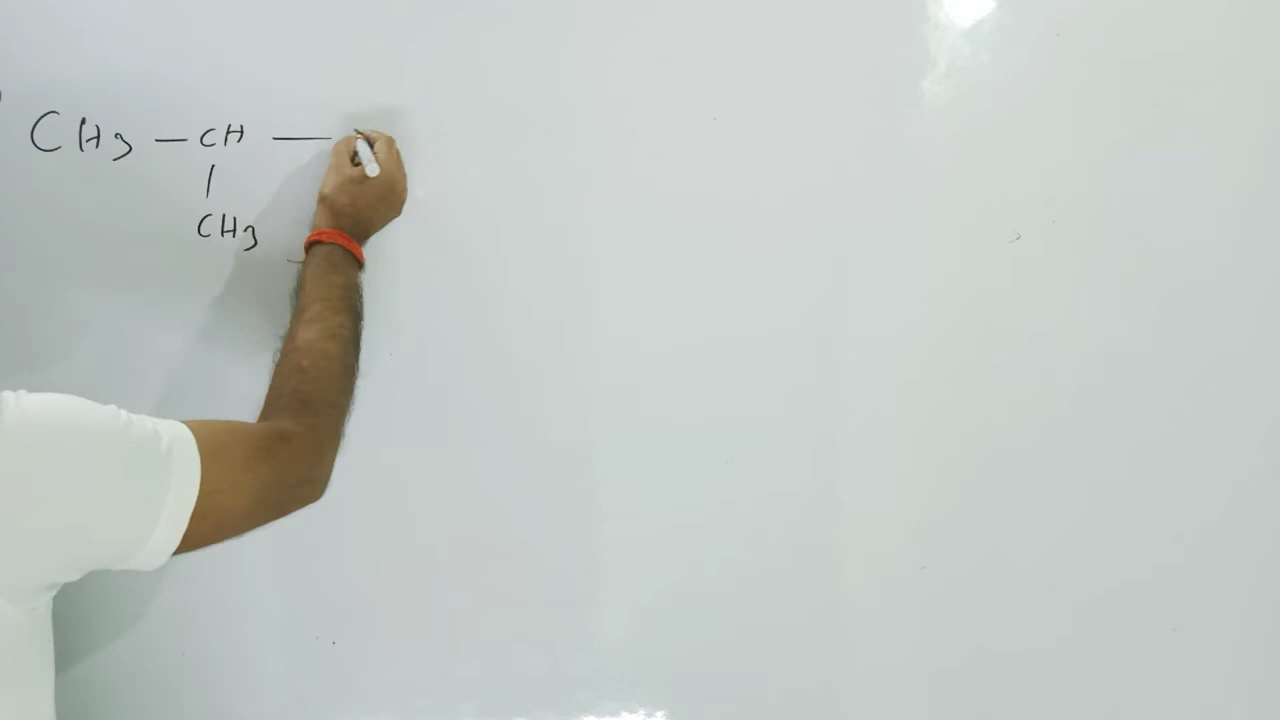 CH3 — CH —
|
CH3